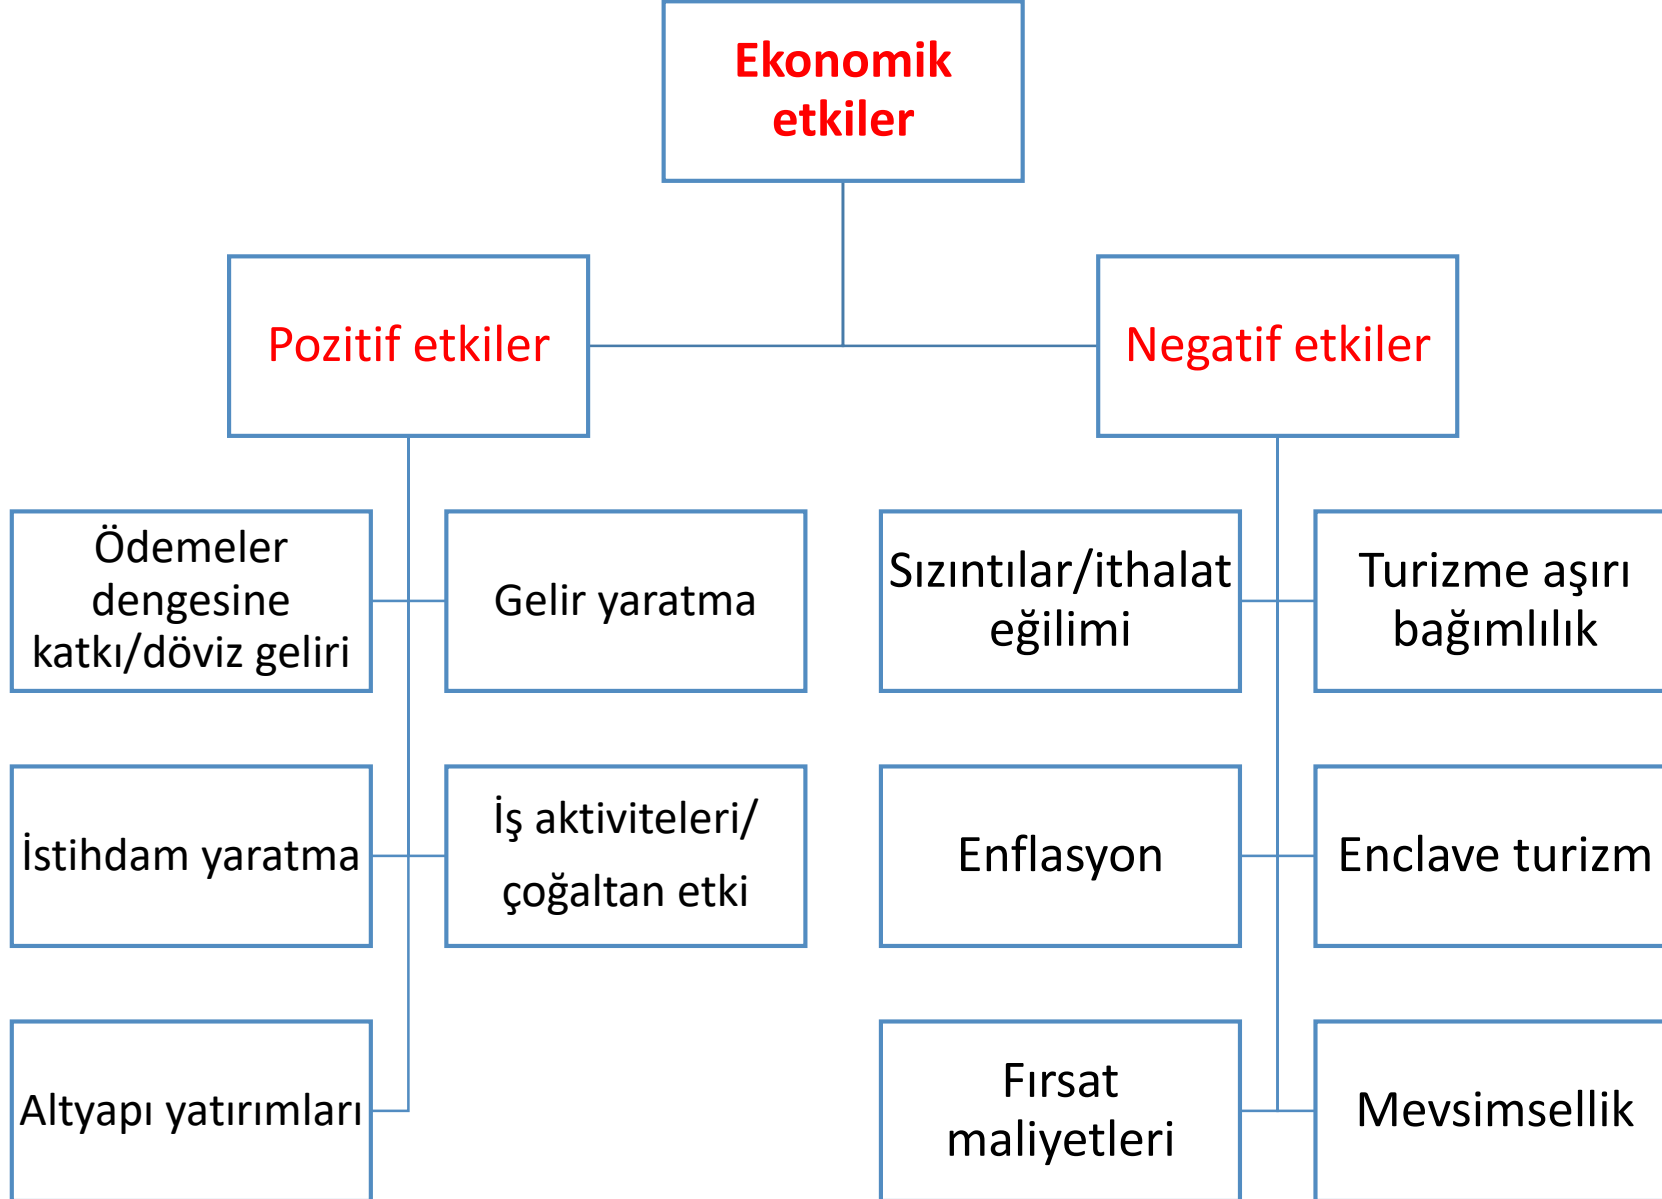 Ekonomik
etkiler
Pozitif etkiler
Negatif etkiler
Ödemeler
dengesine
katkı/döviz geliri
Gelir yaratma
Sızıntılar/ithalat
eğilimi
Turizme aşırı
bağımlılık
İstihdam yaratma
İş aktiviteleri/
çoğaltan etki
Enflasyon
Enclave turizm
Altyapı yatırımları
Fırsat
maliyetleri
Mevsimsellik